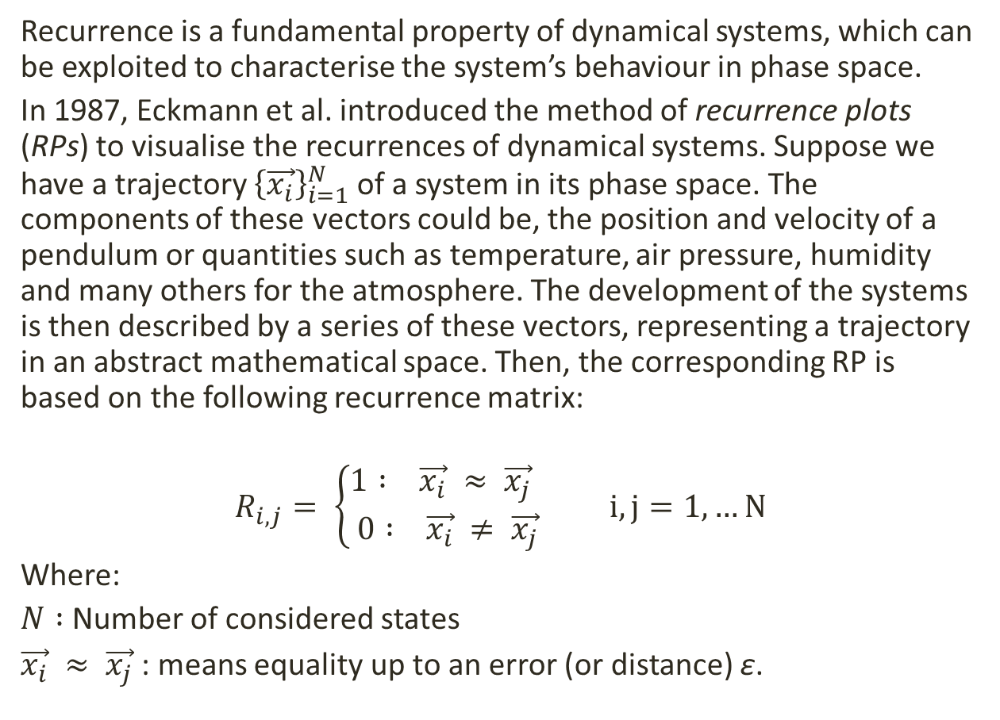 Recurrence is a fundamental property of dynamical systems, which can
be exploited to characterise the system’s behaviour in phase space.
In 1987, Eckmann et al. introduced the method of recurrence plots
(RPs) to visualise the recurrences of dynamical systems. Suppose we
have a trajectory $\{\overrightarrow{x_i}\}_{i=1}^{N}$ of a system in its phase space. The
components of these vectors could be, the position and velocity of a
pendulum or quantities such as temperature, air pressure, humidity
and many others for the atmosphere. The development of the systems
is then described by a series of these vectors, representing a trajectory
in an abstract mathematical space. Then, the corresponding RP is
based on the following recurrence matrix:
$R_{i,j} = \begin{cases} 1 : & \overrightarrow{x_i} \approx \overrightarrow{x_j} \\ 0 : & \overrightarrow{x_i} \neq \overrightarrow{x_j} \end{cases} \quad \mathrm{i,j} = 1, \ldots \mathrm{N}$
Where:
$N$ : Number of considered states
$\overrightarrow{x_i} \approx \overrightarrow{x_j}$ : means equality up to an error (or distance) ε.